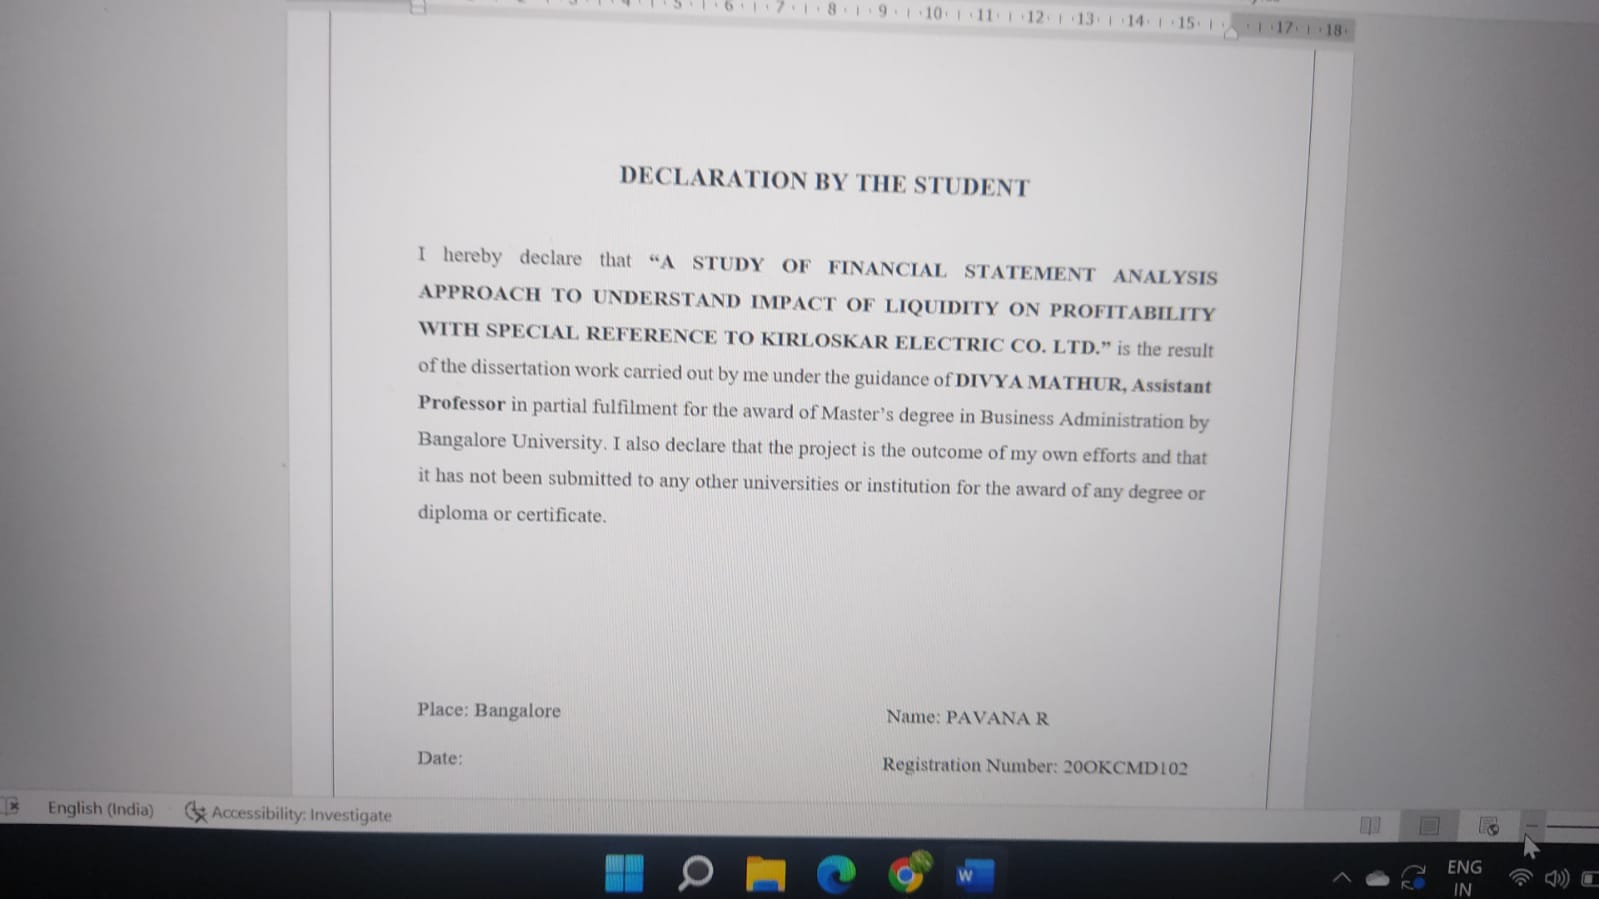 5 6 7 8 9 10 11 12 13 14 15 17 18
DECLARATION BY THE STUDENT
I hereby declare that “A STUDY OF FINANCIAL STATEMENT ANALYSIS
APPROACH TO UNDERSTAND IMPACT OF LIQUIDITY ON PROFITABILITY
WITH SPECIAL REFERENCE TO KIRLOSKAR ELECTRIC CO. LTD.” is the result
of the dissertation work carried out by me under the guidance of DIVYA MATHUR, Assistant
Professor in partial fulfilment for the award of Master’s degree in Business Administration by
Bangalore University. I also declare that the project is the outcome of my own efforts and that
it has not been submitted to any other universities or institution for the award of any degree or
diploma or certificate.
Place: Bangalore
Name: PAVANA R
Date:
Registration Number: 20OKCMD102
English (India) Accessibility: Investigate
W
ENG
IN